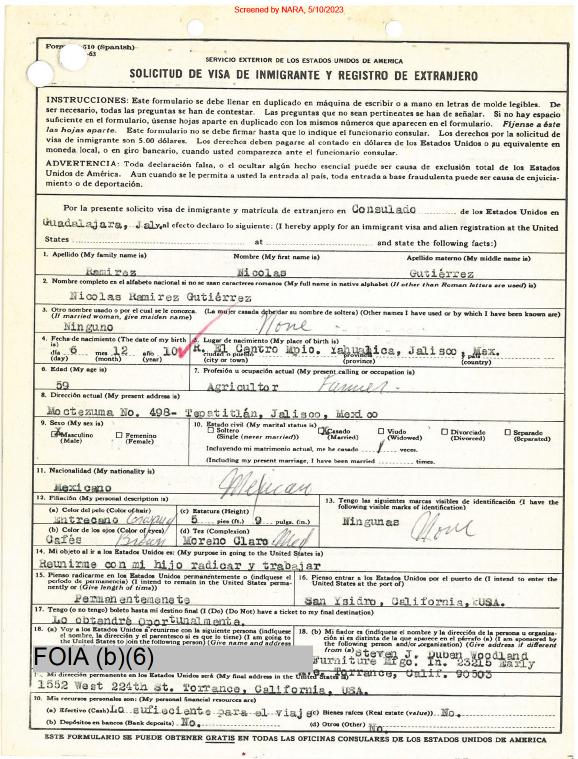 Screened by NARA, 5/10/2023
510 (Spanish)
-63
SERVICIO EXTERIOR DE LOS ESTADOS UNIDOS DE AMERICA
SOLICITUD DE VISA DE INMIGRANTE Y REGISTRO DE EXTRANJERO
INSTRUCCIONES: Este formulario se debe llenar en duplicado en máquina de escribir o a mano en letras de molde legibles. De
ser necesario, todas las preguntas se han de contestar. Las preguntas que no sean pertinentes se han de señalar. Si no hay espacio
suficiente en el formulario, úsense hojas aparte en duplicado con los mismos números que aparecen en el formulario. Fíjense a éste
las hojas aparte. Este formulario no se debe firmar hasta que lo indique el funcionario consular. Los derechos por la solicitud
de visa de inmigrante son 5.00 dólares. Los derechos deben pagarse al contado en dólares de los Estados Unidos o su equivalente en
moneda local, o en giro bancario, cuando usted comparezca ante el funcionario consular.
ADVERTENCIA: Toda declaración falsa, o el ocultar algún hecho esencial puede ser causa de exclusión total de los Estados
Unidos de América. Aun cuando se le permita a usted la entrada al país, toda entrada a base fraudulenta puede ser causa de enjuicia-
miento o de deportación.
Por la presente solicito visa de inmigrante y matrícula de extranjero en Consulado de los Estados Unidos en
Guadalajara, Jal, al efecto declaro lo siguiente: (I hereby apply for an immigrant visa and alien registration at the United
States at and state the following facts:)
1. Apellido (My family name is) Nombre (My first name is) Apellido materno (My middle name is)
Ramirez Nicolas Gutiérrez
2. Nombre completo en el alfabeto nacional si no se usan caracteres romanos (My full name in native alphabet (If other than Roman letters are used) is)
Nicolas Ramirez Gutiérrez
3. Otro nombre usado o por el cual se le conozca. (La mujer casada debe dar su nombre de soltera) (Other names I have used or by which I have been known are)
(If married woman, give maiden name)
Ninguno None
4. Fecha de nacimiento (The date of my birth is) 5. Lugar de nacimiento (My place of birth is)
día 6 mes 12 año 10 R. El Centro Mpio. Yahualica, Jalisco, Mex.
(day) (month) (year) ciudad o pueblo (city or town) provincia (province) país (country)
6. Edad (My age is) 7. Profesión u ocupación actual (My present calling or occupation is)
59 Agricultor Farmer
8. Dirección actual (My present address is)
Moctezuma No. 498- Tepatitlán, Jalisco, Mexico
9. Sexo (My sex is) 10. Estado civil (My marital status is)
Masculino (Male) Femenino (Female) Soltero (Single (never married)) Casado (Married) Viudo (Widowed) Divorciado (Divorced) Separado (Separated)
Incluyendo mi matrimonio actual, me he casado 1 veces.
(Including my present marriage, I have been married times.
11. Nacionalidad (My nationality is)
Mexicano Mexican
12. Filiación (My personal description is) 13. Tengo las siguientes marcas visibles de identificación (I have the
following visible marks of identification)
(a) Color del pelo (Color of hair) (c) Estatura (Height)
Entrecano Graying 5 pies (ft.) 9 pulgs. (in.) Ningunas None
(b) Color de los ojos (Color of eyes) (d) Tez (Complexion)
Cafés Brown Moreno Claro Med
14. Mi objeto al ir a los Estados Unidos es: (My purpose in going to the United States is)
Reunirme con mi hijo radicar y trabajar
15. Pienso radicarme en los Estados Unidos permanentemente o (indíquese el
período de permanencia) (I intend to remain in the United States perma-
nently or (Give length of time)) 16. Pienso entrar a los Estados Unidos por el puerto de (I intend to enter the
United States at the port of)
Permanentemenete San Ysidro, California, USA.
17. Tengo (o no tengo) boleto hasta mi destino final (I (Do) (Do Not) have a ticket to my final destination)
Lo obtandré oportunalmente.
18. (a) Voy a los Estados Unidos a reunirme con la siguiente persona (indíquese
el nombre, la dirección y el parentesco si es que lo tiene) (I am going to
the United States to join the following person) (Give name and address
18. (b) Mi fiador es (indíquese el nombre y la dirección de la persona u organiza-
ción si es distinta de la que aparece en el párrafo (a) (I am sponsored by
the following person and/or organization) (Give address if different
from (a)) Steven J. Duben Woodland
FOIA (b)(6) Furniture Mfgo. In. 23215 Early
Torrance, Calif. 90503
Mi dirección permanente en los Estados Unidos será (My final address in the United States is)
1552 West 224th st. Torrance, California, USA.
20. Mis recursos personales son: (My personal financial resources are)
(a) Efectivo (Cash) Lo sufieciente para el viaje (c) Bienes raíces (Real estate (value)) No.
(b) Depósitos en bancos (Bank deposits) No. (d) Otros (Other) No.
ESTE FORMULARIO SE PUEDE OBTENER GRATIS EN TODAS LAS OFICINAS CONSULARES DE LOS ESTADOS UNIDOS DE AMERICA